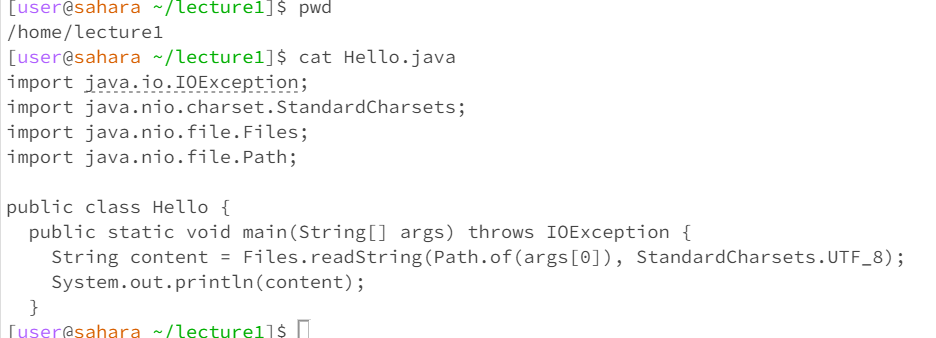 [user@sahara ~/lecture1]$ pwd
/home/lecture1
[user@sahara ~/lecture1]$ cat Hello.java
import java.io.IOException;
import java.nio.charset.StandardCharsets;
import java.nio.file.Files;
import java.nio.file.Path;

public class Hello {
  public static void main(String[] args) throws IOException {
    String content = Files.readString(Path.of(args[0]), StandardCharsets.UTF_8);
    System.out.println(content);
  }
[user@sahara ~/lecture1]$